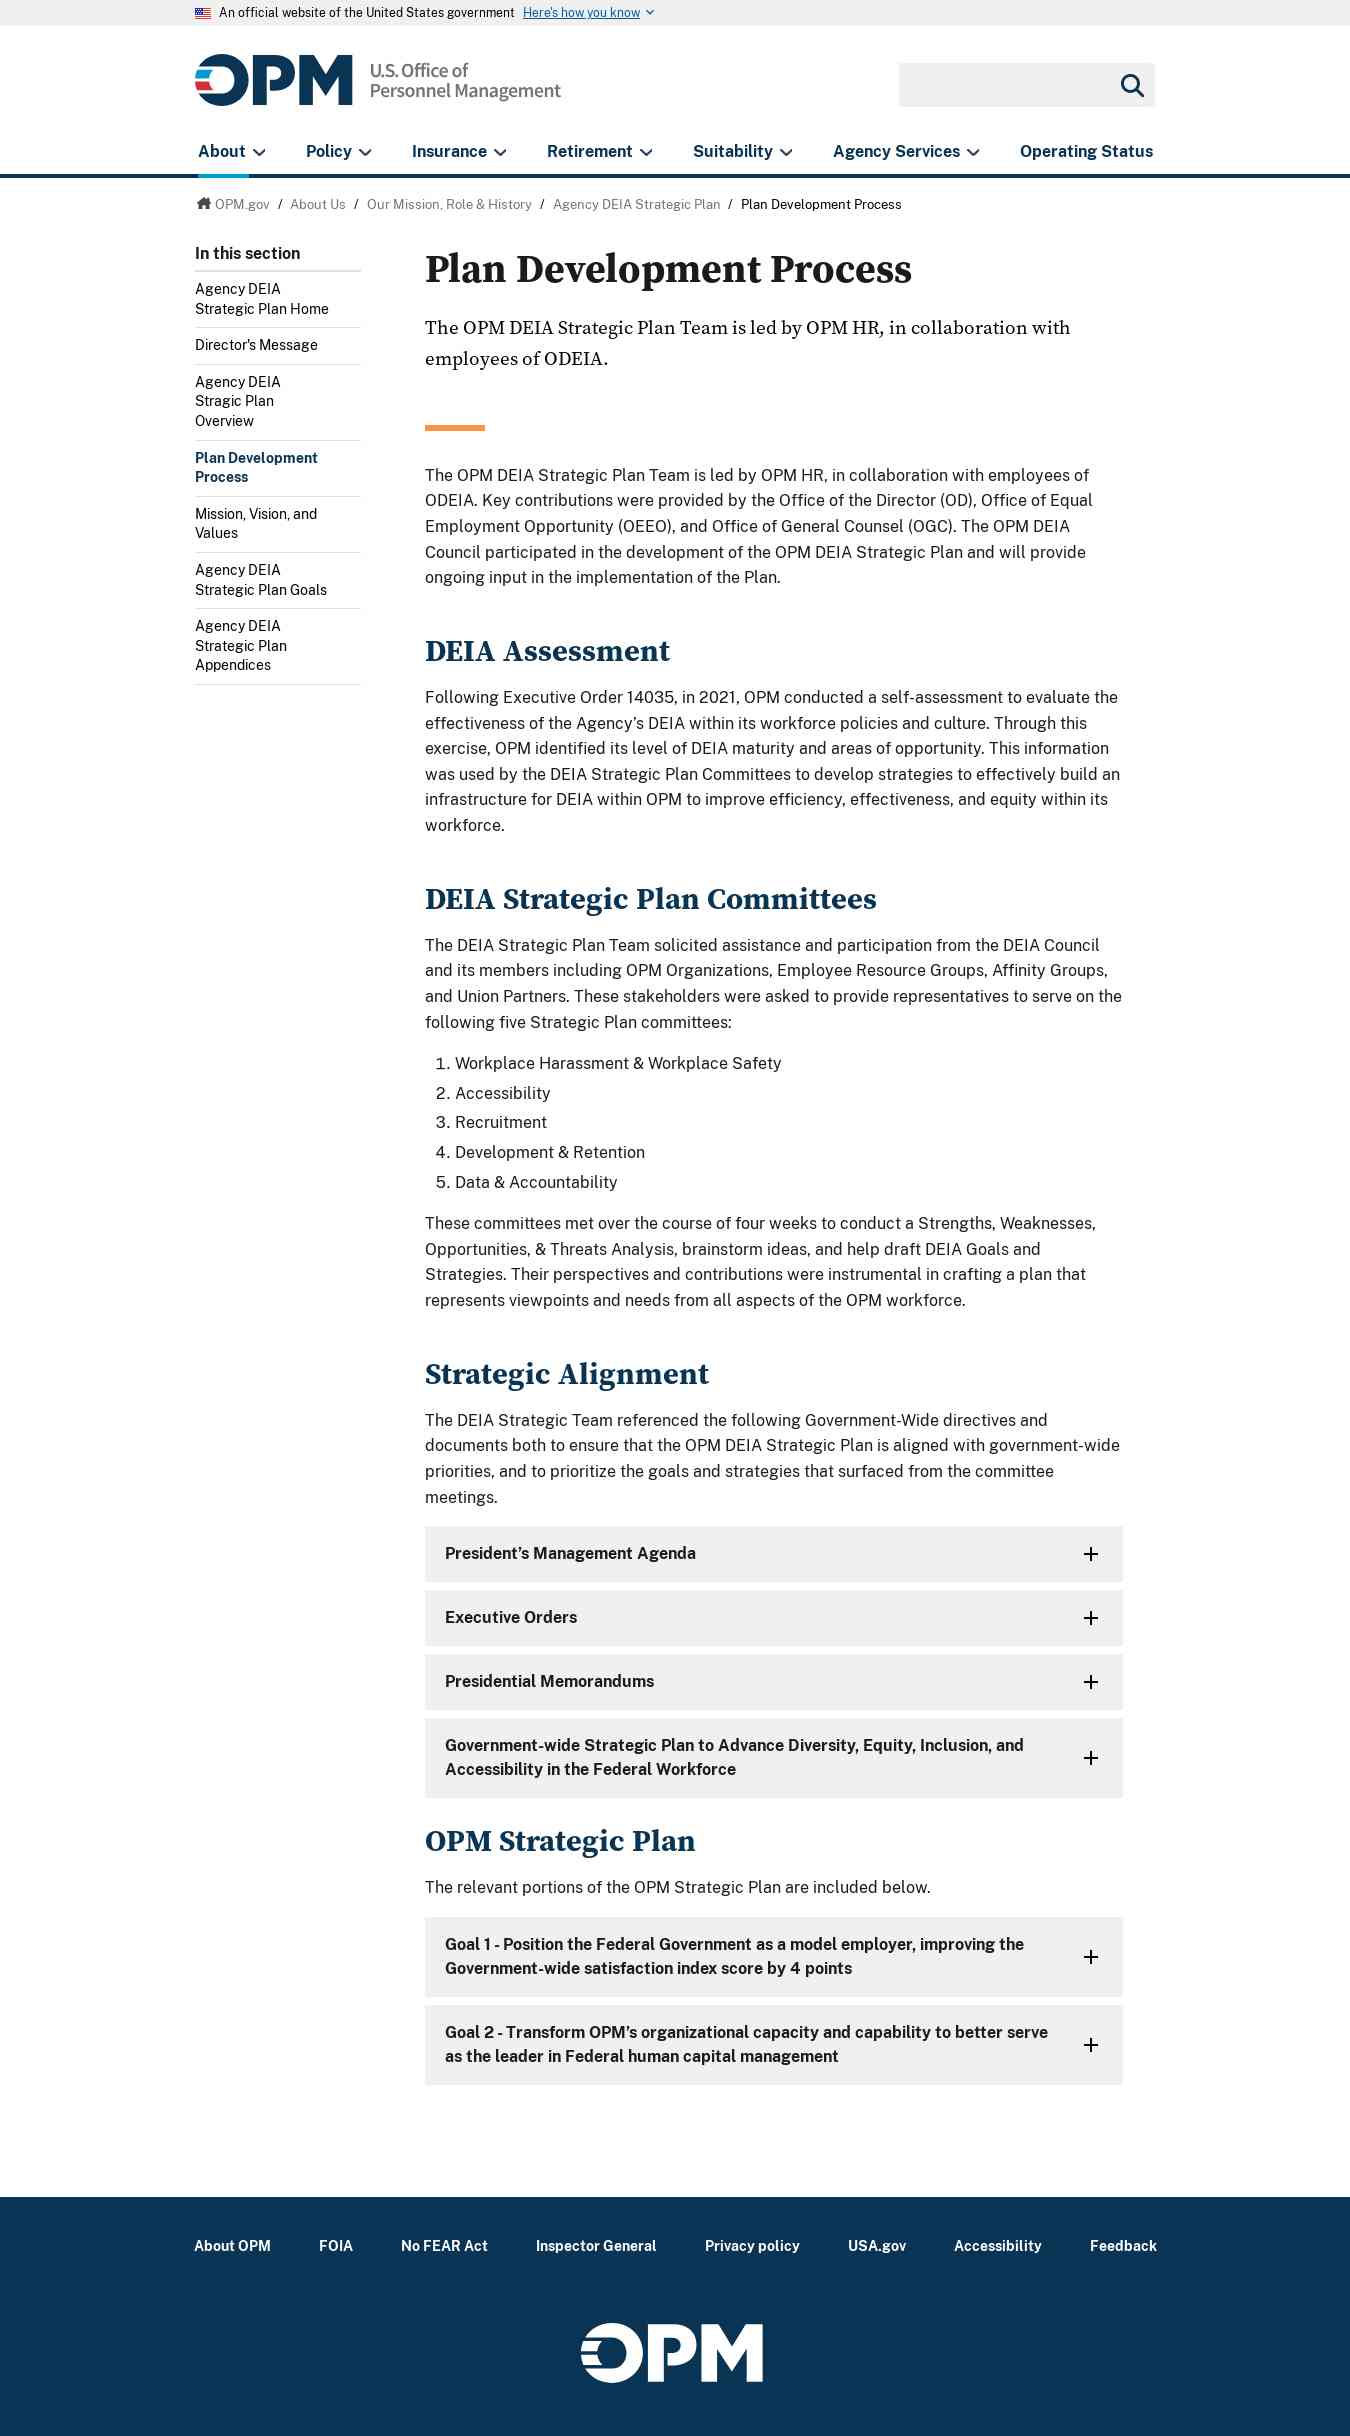 An official website of the United States government Here's how you know
OPM U.S. Office of
Personnel Management
About Policy Insurance Retirement Suitability Agency Services Operating Status
OPM.gov / About Us / Our Mission, Role & History / Agency DEIA Strategic Plan / Plan Development Process
In this section
Agency DEIA
Strategic Plan Home
Director's Message
Agency DEIA
Stragic Plan
Overview
Plan Development
Process
Mission, Vision, and
Values
Agency DEIA
Strategic Plan Goals
Agency DEIA
Strategic Plan
Appendices
Plan Development Process
The OPM DEIA Strategic Plan Team is led by OPM HR, in collaboration with
employees of ODEIA.
The OPM DEIA Strategic Plan Team is led by OPM HR, in collaboration with employees of
ODEIA. Key contributions were provided by the Office of the Director (OD), Office of Equal
Employment Opportunity (OEEO), and Office of General Counsel (OGC). The OPM DEIA
Council participated in the development of the OPM DEIA Strategic Plan and will provide
ongoing input in the implementation of the Plan.
DEIA Assessment
Following Executive Order 14035, in 2021, OPM conducted a self-assessment to evaluate the
effectiveness of the Agency’s DEIA within its workforce policies and culture. Through this
exercise, OPM identified its level of DEIA maturity and areas of opportunity. This information
was used by the DEIA Strategic Plan Committees to develop strategies to effectively build an
infrastructure for DEIA within OPM to improve efficiency, effectiveness, and equity within its
workforce.
DEIA Strategic Plan Committees
The DEIA Strategic Plan Team solicited assistance and participation from the DEIA Council
and its members including OPM Organizations, Employee Resource Groups, Affinity Groups,
and Union Partners. These stakeholders were asked to provide representatives to serve on the
following five Strategic Plan committees:
1. Workplace Harassment & Workplace Safety
2. Accessibility
3. Recruitment
4. Development & Retention
5. Data & Accountability
These committees met over the course of four weeks to conduct a Strengths, Weaknesses,
Opportunities, & Threats Analysis, brainstorm ideas, and help draft DEIA Goals and
Strategies. Their perspectives and contributions were instrumental in crafting a plan that
represents viewpoints and needs from all aspects of the OPM workforce.
Strategic Alignment
The DEIA Strategic Team referenced the following Government-Wide directives and
documents both to ensure that the OPM DEIA Strategic Plan is aligned with government-wide
priorities, and to prioritize the goals and strategies that surfaced from the committee
meetings.
President’s Management Agenda
Executive Orders
Presidential Memorandums
Government-wide Strategic Plan to Advance Diversity, Equity, Inclusion, and
Accessibility in the Federal Workforce
OPM Strategic Plan
The relevant portions of the OPM Strategic Plan are included below.
Goal 1 - Position the Federal Government as a model employer, improving the
Government-wide satisfaction index score by 4 points
Goal 2 - Transform OPM’s organizational capacity and capability to better serve
as the leader in Federal human capital management
About OPM FOIA No FEAR Act Inspector General Privacy policy USA.gov Accessibility Feedback
OPM